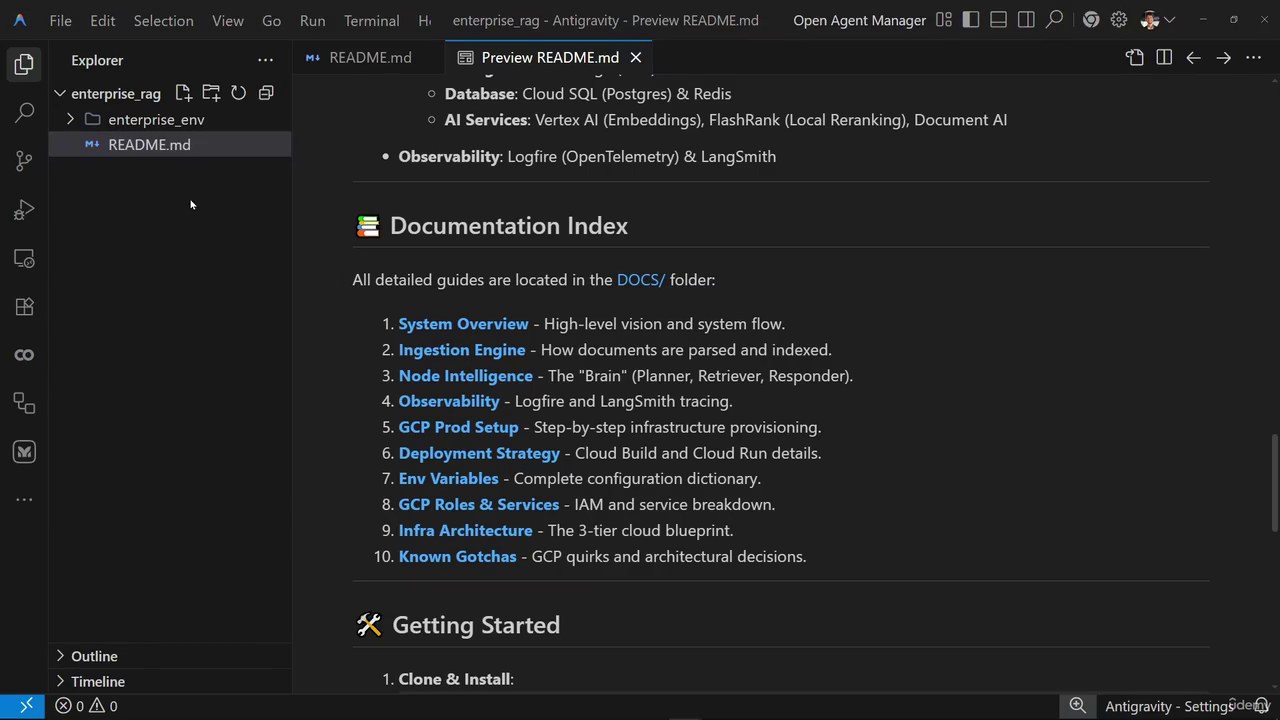 File Edit Selection View Go Run Terminal H enterprise_rag - Antigravity - Preview README.md Open Agent Manager
Explorer
README.md Preview README.md
enterprise_rag
enterprise_env
README.md
Database: Cloud SQL (Postgres) & Redis
AI Services: Vertex AI (Embeddings), FlashRank (Local Reranking), Document AI
Observability: Logfire (OpenTelemetry) & LangSmith
Documentation Index
All detailed guides are located in the DOCS/ folder:
1. System Overview - High-level vision and system flow.
2. Ingestion Engine - How documents are parsed and indexed.
3. Node Intelligence - The "Brain" (Planner, Retriever, Responder).
4. Observability - Logfire and LangSmith tracing.
5. GCP Prod Setup - Step-by-step infrastructure provisioning.
6. Deployment Strategy - Cloud Build and Cloud Run details.
7. Env Variables - Complete configuration dictionary.
8. GCP Roles & Services - IAM and service breakdown.
9. Infra Architecture - The 3-tier cloud blueprint.
10. Known Gotchas - GCP quirks and architectural decisions.
Getting Started
1. Clone & Install:
Outline
Timeline
0 0 Antigravity - Settings
Udemy